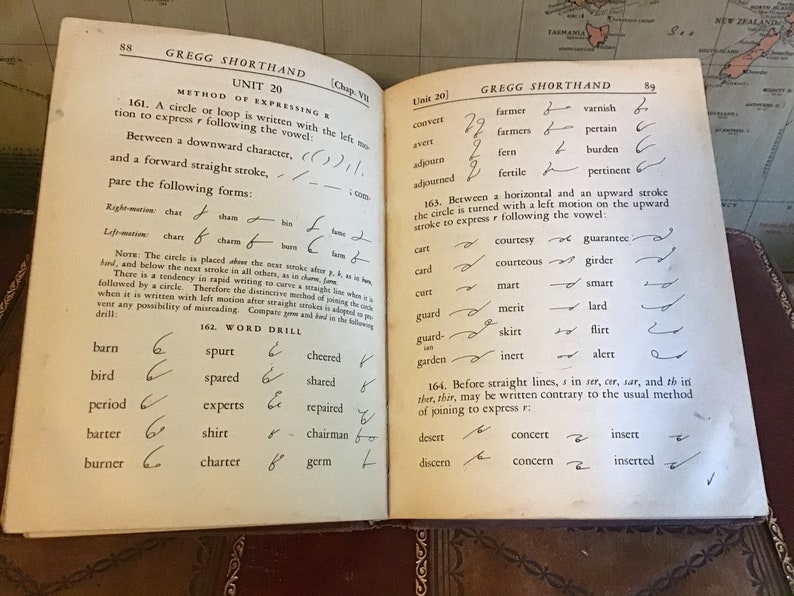 TASMANIA
See
NEW ZEALAND
88
GREGG SHORTHAND
[Chap. VII
UNIT 20
METHOD OF EXPRESSING R
161. A circle or loop is written with the left mo-
tion to express r following the vowel:
Between a downward character,
and a forward straight stroke, ; com-
pare the following forms:
Right-motion: chat sham bin fame
Left-motion: chart charm burn farm
NOTE: The circle is placed above the next stroke after p, b, as in burn,
bird, and below the next stroke in all others, as in charm, farm.
There is a tendency in rapid writing to curve a straight line when it is
followed by a circle. Therefore the distinctive method of joining the circle
when it is written with left motion after straight strokes is adopted to pre-
vent any possibility of misreading. Compare germ and bird in the following
drill:
162. WORD DRILL
barn spurt cheered
bird spared shared
period experts repaired
barter shirt chairman
burner charter germ
Unit 20]
GREGG SHORTHAND
89
convert farmer varnish
avert farmers pertain
adjourn fern burden
adjourned fertile pertinent
163. Between a horizontal and an upward stroke
the circle is turned with a left motion on the upward
stroke to express r following the vowel:
cart courtesy guarantee
card courteous girder
curt mart smart
guard merit lard
guard-
ian skirt flirt
garden inert alert
164. Before straight lines, s in ser, cer, sar, and th in
ther, thir, may be written contrary to the usual method
of joining to express r:
desert concert insert
discern concern inserted